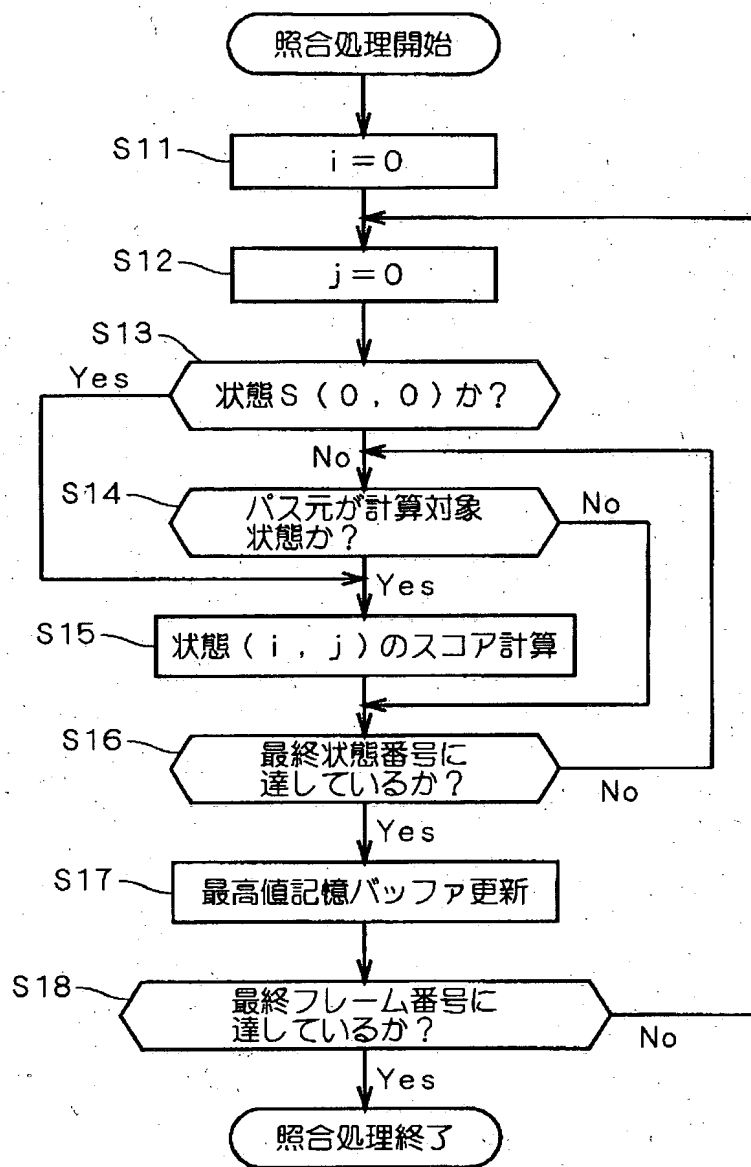 照合処理開始
S11
i=0
S12
j=0
S13
Yes
状態S(0,0)か?
No
S14
パス元が計算対象
状態か?
No
Yes
S15
状態(i,j)のスコア計算
S16
最終状態番号に
達しているか?
No
Yes
S17
最高値記憶バッファ更新
S18
最終フレーム番号に
達しているか?
No
Yes
照合処理終了